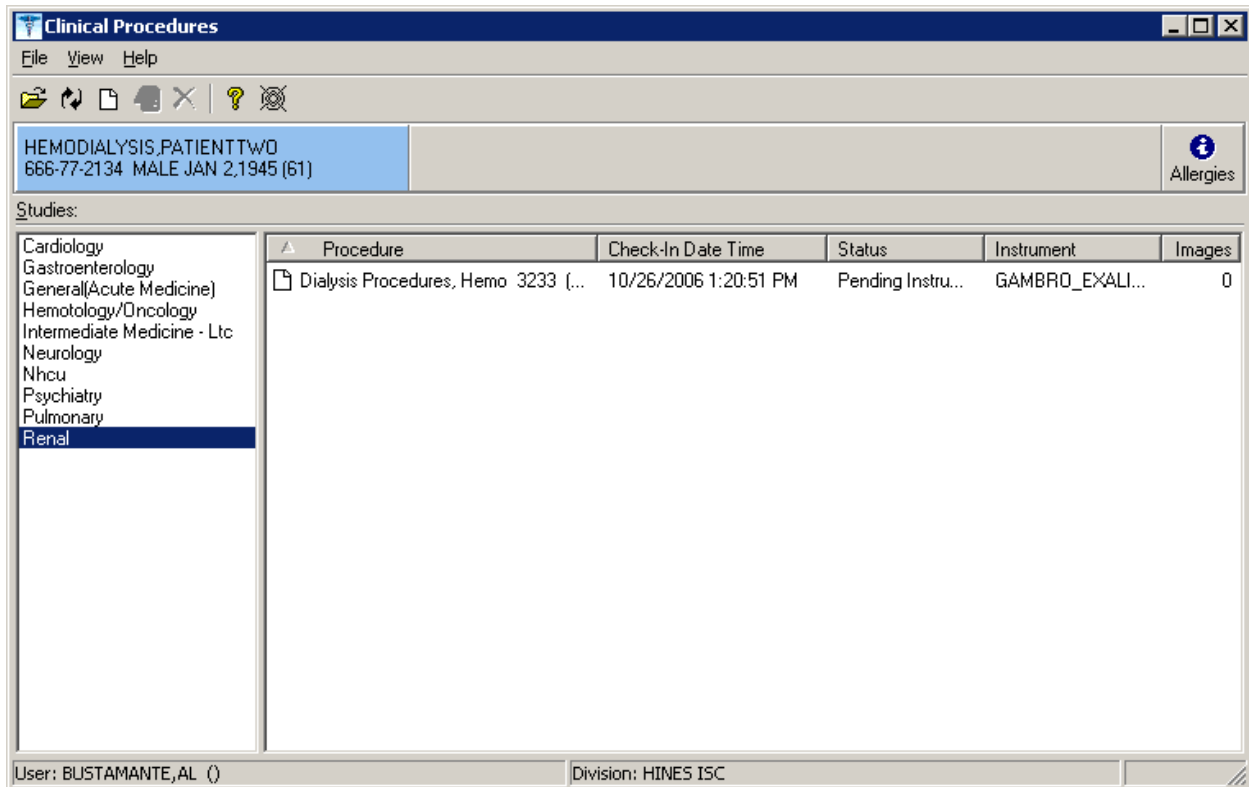 Clinical Procedures
File View Help
HEMODIALYSIS,PATIENTTWO
666-77-2134 MALE JAN 2,1945 (61)
Allergies
Studies:
Cardiology
Gastroenterology
General(Acute Medicine)
Hemotology/Oncology
Intermediate Medicine - Ltc
Neurology
Nhcu
Psychiatry
Pulmonary
Renal
Procedure Check-In Date Time Status Instrument Images
Dialysis Procedures, Hemo 3233 (... 10/26/2006 1:20:51 PM Pending Instru... GAMBRO_EXALI... 0
User: BUSTAMANTE,AL () Division: HINES ISC